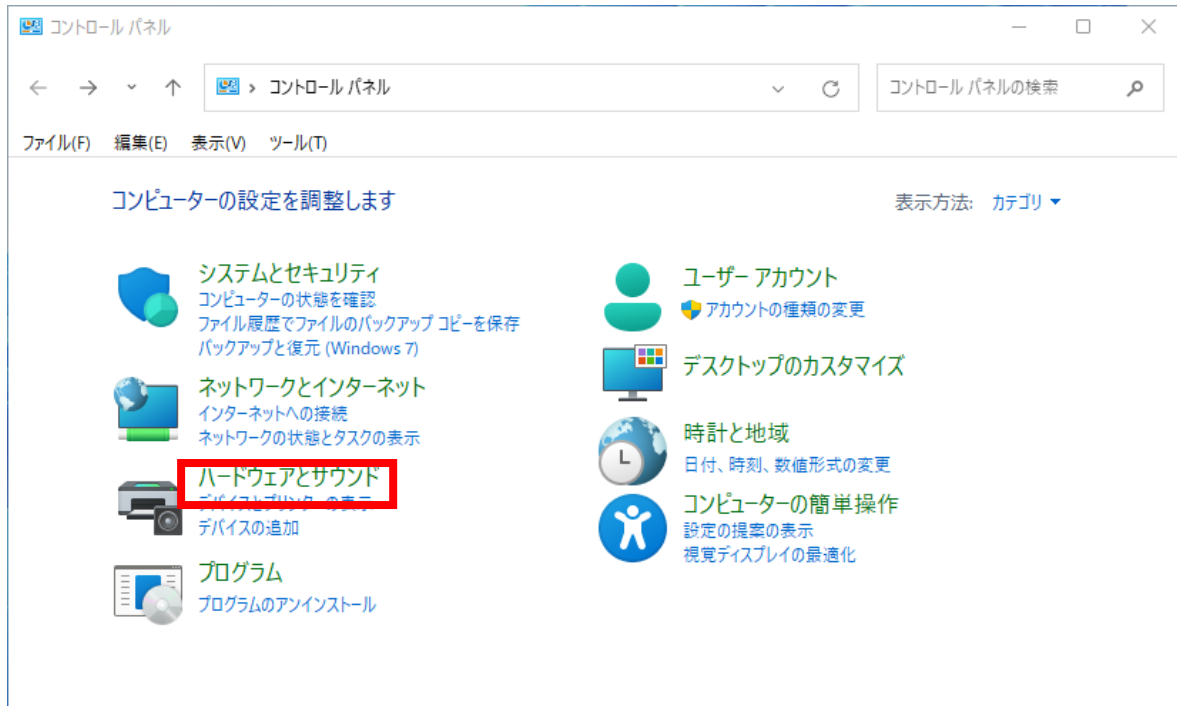 コントロール パネル
コントロール パネル
コントロール パネルの検索
ファイル(F) 編集(E) 表示(V) ツール(T)
コンピューターの設定を調整します
表示方法: カテゴリ
システムとセキュリティ
コンピューターの状態を確認
ファイル履歴でファイルのバックアップ コピーを保存
バックアップと復元 (Windows 7)
ネットワークとインターネット
インターネットへの接続
ネットワークの状態とタスクの表示
ハードウェアとサウンド
デバイスとプリンターの表示
デバイスの追加
プログラム
プログラムのアンインストール
ユーザー アカウント
アカウントの種類の変更
デスクトップのカスタマイズ
時計と地域
日付、時刻、数値形式の変更
コンピューターの簡単操作
設定の提案の表示
視覚ディスプレイの最適化